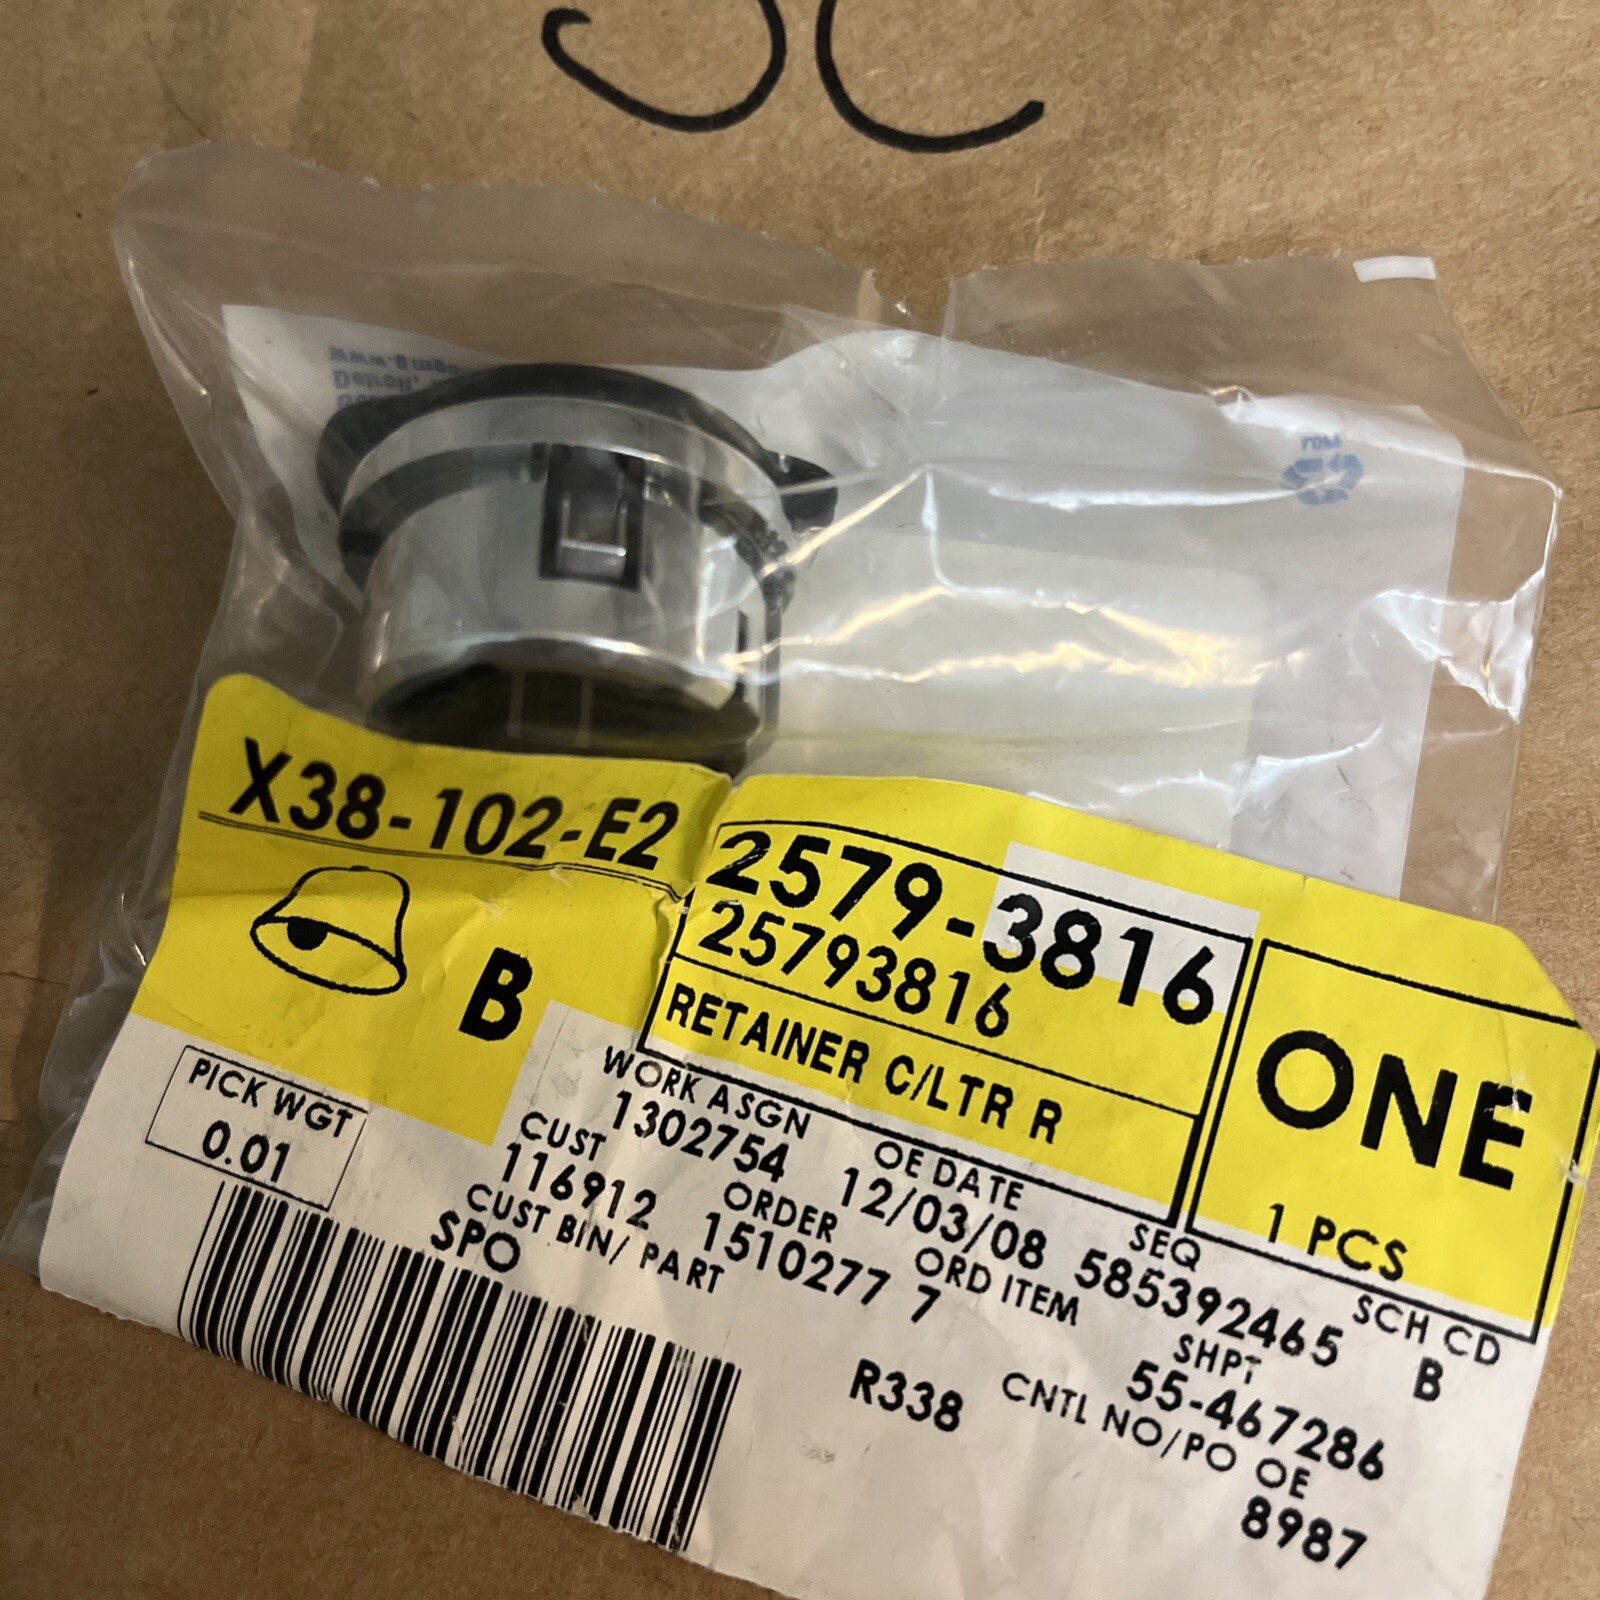 JC
Detroit,
X38-102-E2
B
2579-3816
25793816
RETAINER C/LTR R
ONE
1 PCS
PICK WGT
0.01
WORK ASGN
1302754
OE DATE
12/03/08
SEQ
585392465
SCH CD
B
CUST
116912
ORDER
1510277
ORD ITEM
7
SHPT
55-467286
CUST BIN/ PART
SPO
R338
CNTL NO/PO OE
8987